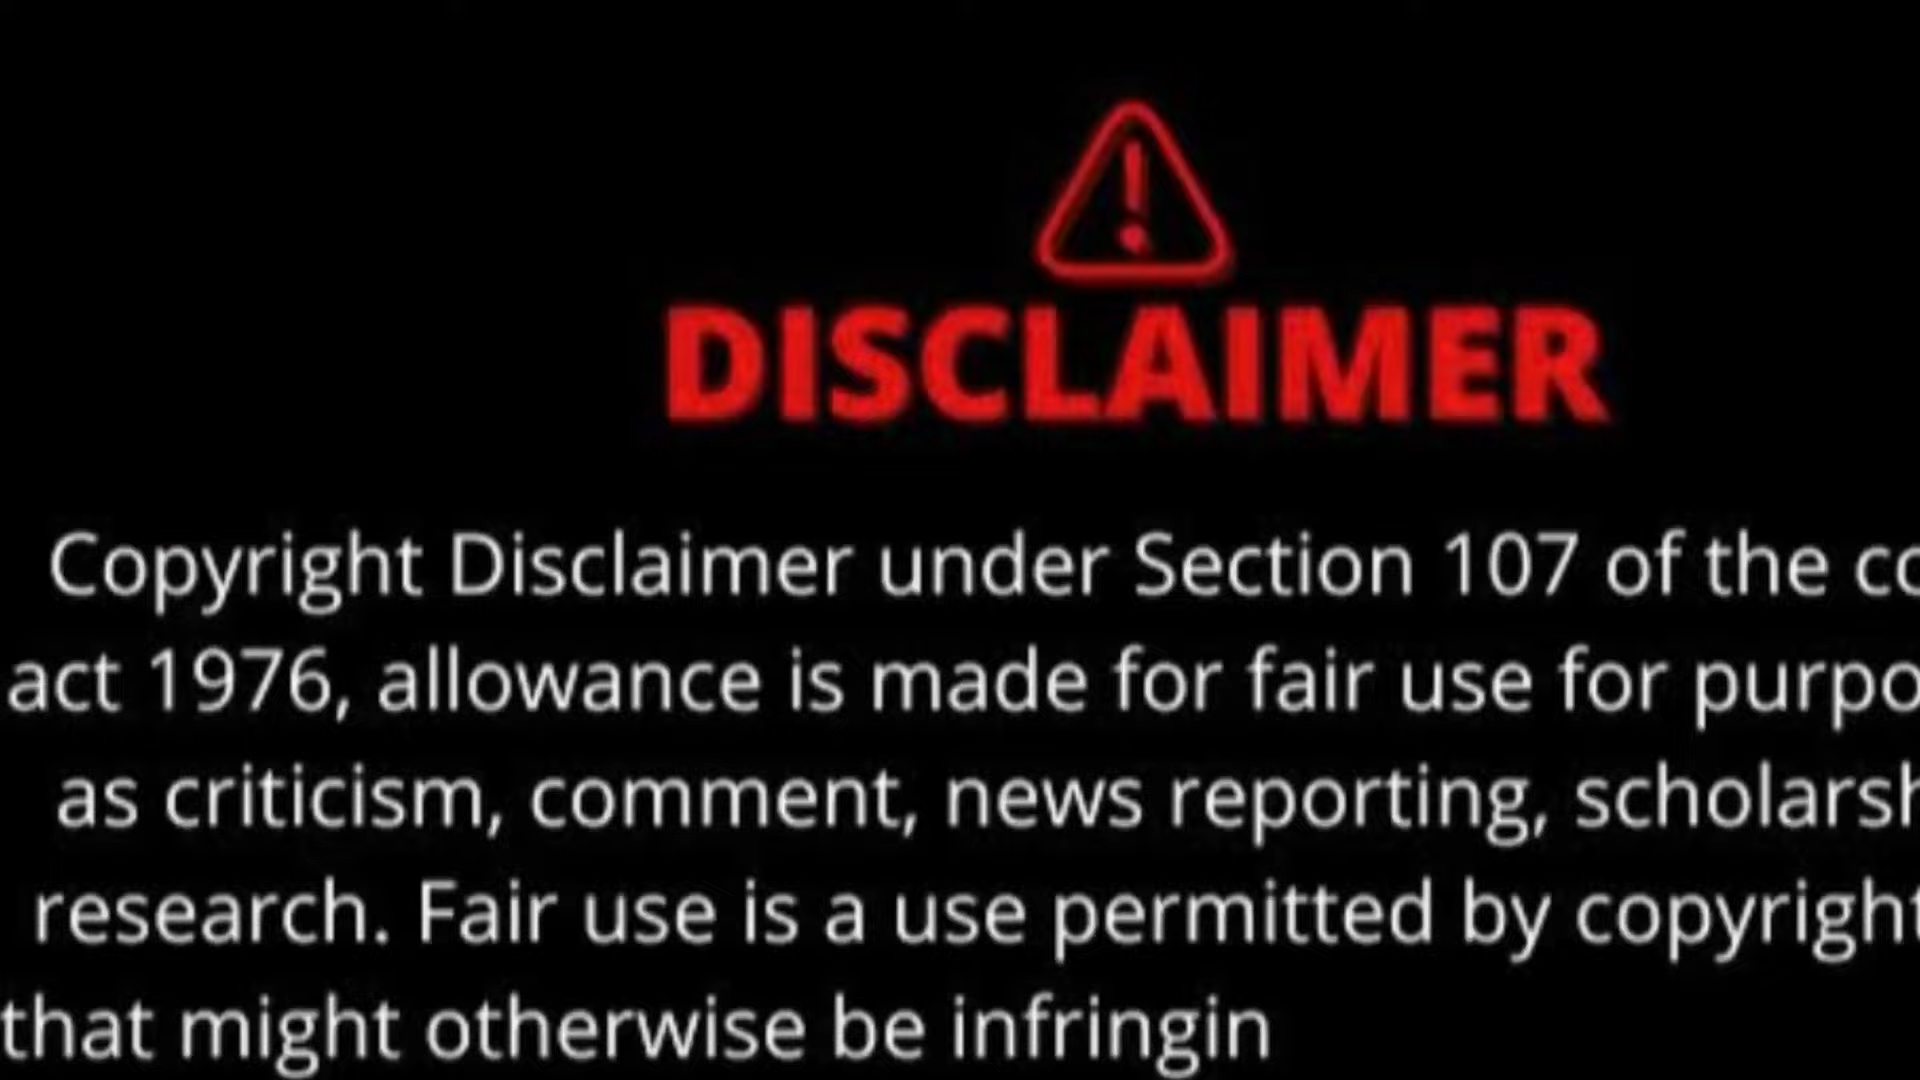 DISCLAIMER
Copyright Disclaimer under Section 107 of the co
act 1976, allowance is made for fair use for purpo
as criticism, comment, news reporting, scholarsh
research. Fair use is a use permitted by copyright
that might otherwise be infringin